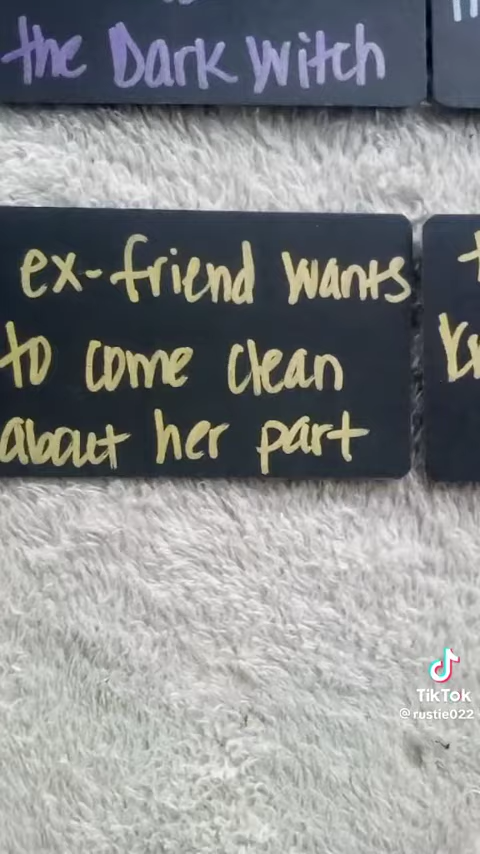 the Dark Witch
ex-friend wants
to come clean
about her part
TikTok
@rustie022